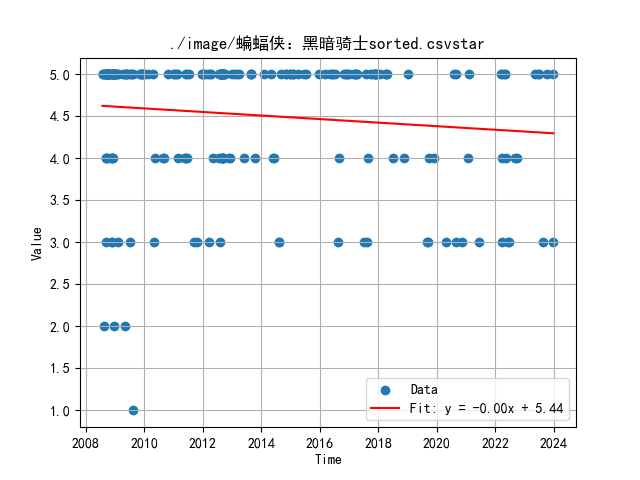 ./image/蝙蝠侠：黑暗骑士sorted.csvstar
5.0
4.5
4.0
3.5
3.0
2.5
2.0
1.5
1.0
Value
Data
Fit: y = -0.00x + 5.44
2008 2010 2012 2014 2016 2018 2020 2022 2024
Time